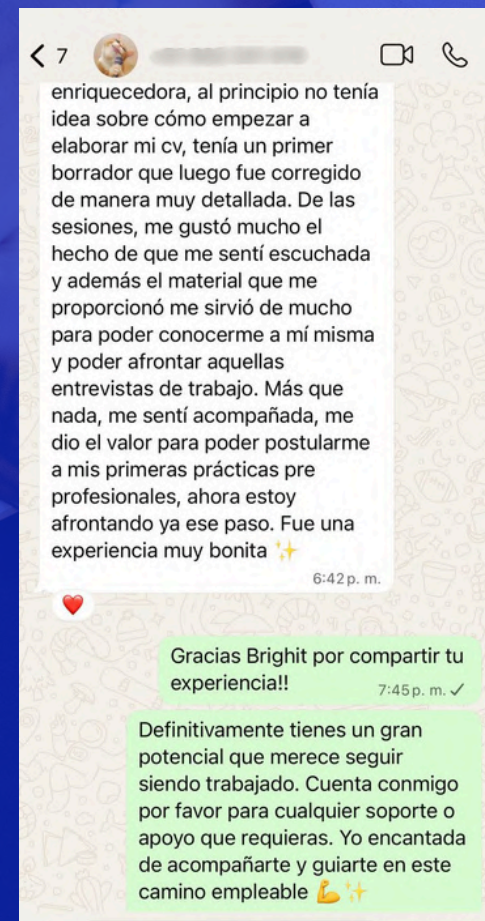 7
enriquecedora, al principio no tenía
idea sobre cómo empezar a
elaborar mi cv, tenía un primer
borrador que luego fue corregido
de manera muy detallada. De las
sesiones, me gustó mucho el
hecho de que me sentí escuchada
y además el material que me
proporcionó me sirvió de mucho
para poder conocerme a mí misma
y poder afrontar aquellas
entrevistas de trabajo. Más que
nada, me sentí acompañada, me
dio el valor para poder postularme
a mis primeras prácticas pre
profesionales, ahora estoy
afrontando ya ese paso. Fue una
experiencia muy bonita ✨
6:42 p. m.
Gracias Brighit por compartir tu
experiencia!!
7:45 p. m.
Definitivamente tienes un gran
potencial que merece seguir
siendo trabajado. Cuenta conmigo
por favor para cualquier soporte o
apoyo que requieras. Yo encantada
de acompañarte y guiarte en este
camino empleable 💪✨